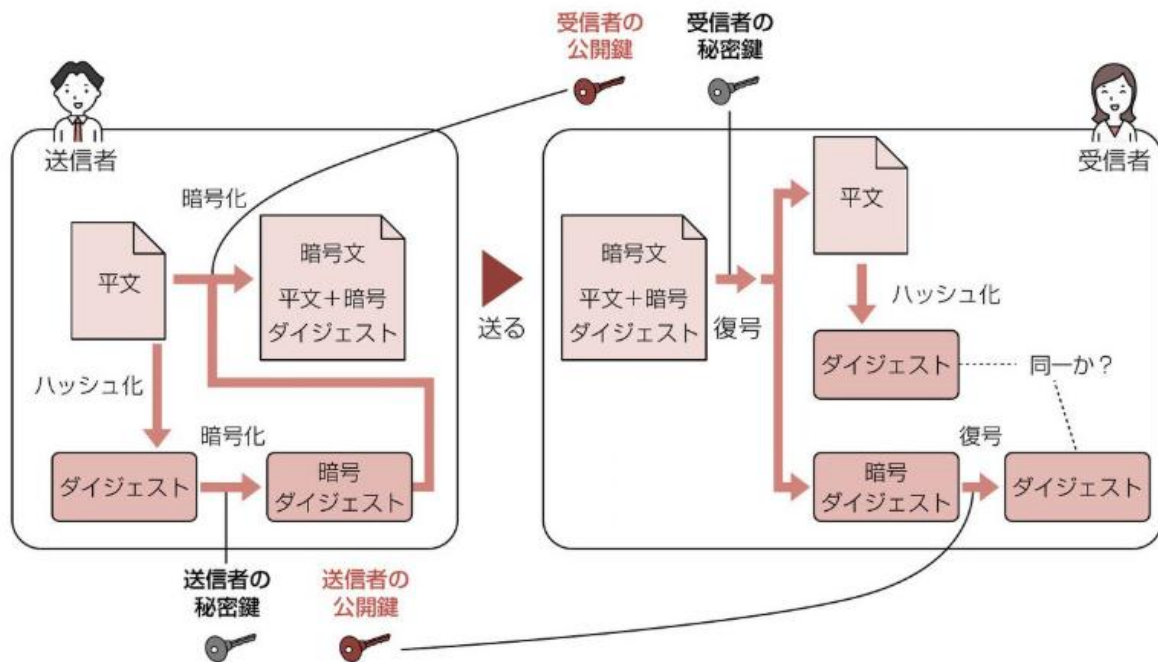 受信者の
公開鍵
受信者の
秘密鍵
送信者
受信者
暗号化
平文
暗号文
平文＋暗号
ダイジェスト
ハッシュ化
暗号化
ダイジェスト
暗号
ダイジェスト
送信者の
秘密鍵
送信者の
公開鍵
送る
暗号文
平文＋暗号
ダイジェスト
復号
平文
ハッシュ化
ダイジェスト
同一か？
暗号
ダイジェスト
復号
ダイジェスト